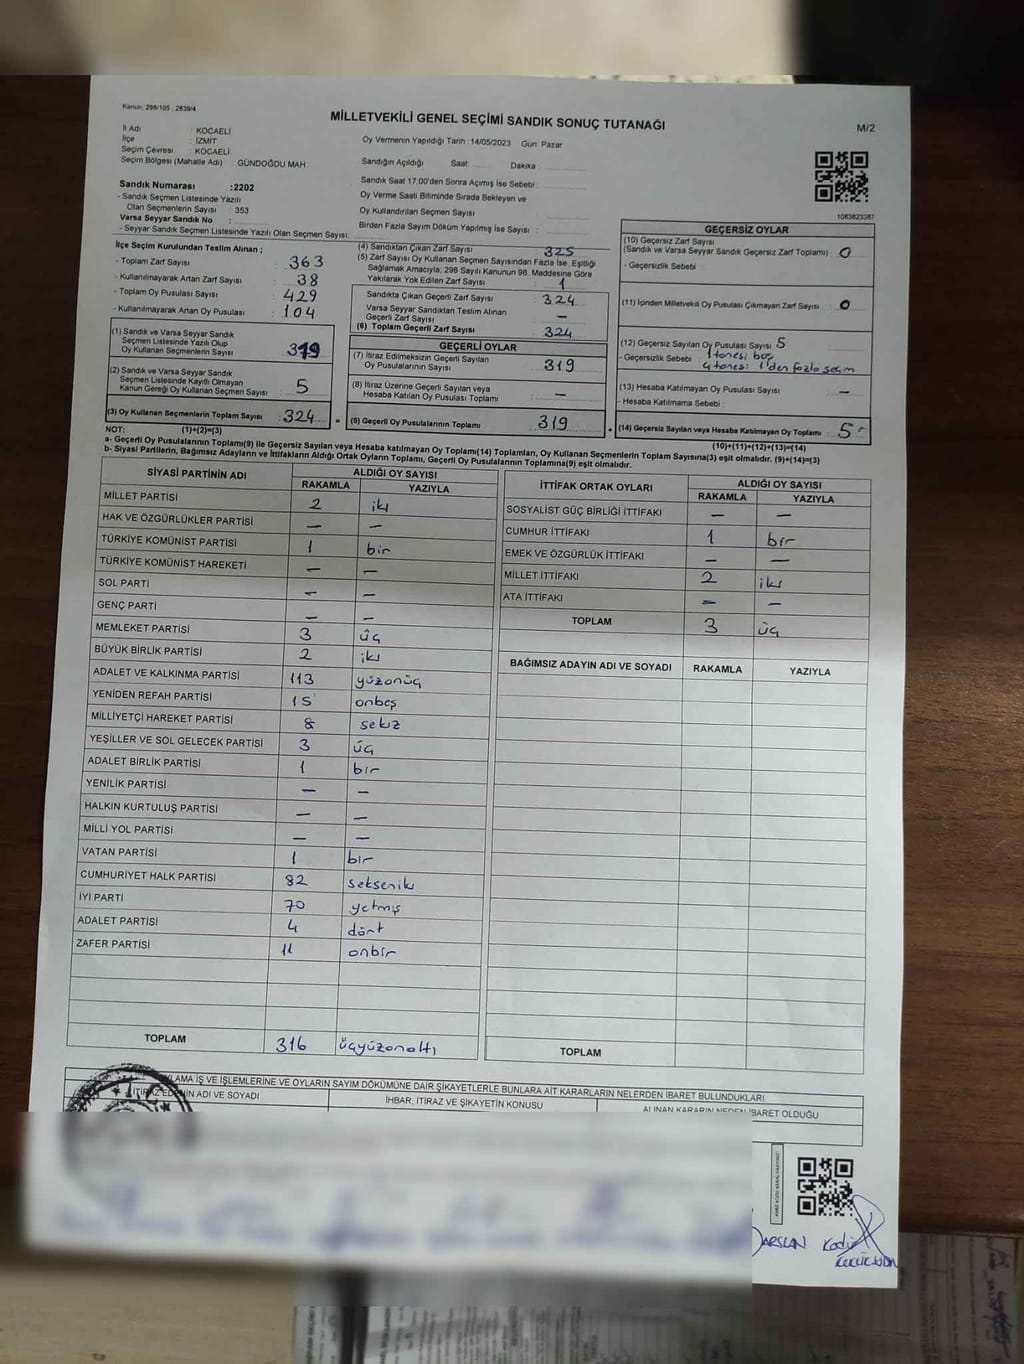 Kanun; 298/105 , 2839/4
MİLLETVEKİLİ GENEL SEÇİMİ SANDIK SONUÇ TUTANAĞI
M/2
İl Adı : KOCAELİ
İlçe : İZMİT
Seçim Çevresi : KOCAELİ
Seçim Bölgesi (Mahalle Adı) : GÜNDOĞDU MAH.
Oy Vermenin Yapıldığı Tarih :14/05/2023 Gün: Pazar
Sandığın Açıldığı Saat: Dakika
Sandık Saat 17:00'den Sonra Açımış İse Sebebi :
Oy Verme Saati Bitiminde Sırada Bekleyen ve
Oy Kullandırılan Seçmen Sayısı :
Birden Fazla Sayım Döküm Yapılmış İse Sayısı :
1083823387
Sandık Numarası :2202
- Sandık Seçmen Listesinde Yazılı
Olan Seçmenlerin Sayısı : 353
Varsa Seyyar Sandık No :
- Seyyar Sandık Seçmen Listesinde Yazılı Olan Seçmen Sayısı:
İlçe Seçim Kurulundan Teslim Alınan ;
- Toplam Zarf Sayısı : 363
- Kullanılmayarak Artan Zarf Sayısı : 38
- Toplam Oy Pusulası Sayısı : 429
- Kullanılmayarak Artan Oy Pusulası : 104
(1) Sandık ve Varsa Seyyar Sandık
Seçmen Listesinde Yazılı Olup
Oy Kullanan Seçmenlerin Sayısı : 319
(2) Sandık ve Varsa Seyyar Sandık
Seçmen Listesinde Kayıtlı Olmayan
Kanun Gereği Oy Kullanan Seçmen Sayısı : 5
(3) Oy Kullanan Seçmenlerin Toplam Sayısı : 324
(4) Sandıktan Çıkan Zarf Sayısı : 325
(5) Zarf Sayısı Oy Kullanan Seçmen Sayısından Fazla İse, Eşitliği
Sağlamak Amacıyla; 298 Sayılı Kanunun 98. Maddesine Göre
Yakılarak Yok Edilen Zarf Sayısı : 1
Sandıkta Çıkan Geçerli Zarf Sayısı : 324
Varsa Seyyar Sandıktan Teslim Alınan
Geçerli Zarf Sayısı : –
(6) Toplam Geçerli Zarf Sayısı : 324
GEÇERLİ OYLAR
(7) İtiraz Edilmeksizin Geçerli Sayılan
Oy Pusulalarının Sayısı : 319
(8) İtiraz Üzerine Geçerli Sayılan veya
Hesaba Katılan Oy Pusulası Toplamı : –
= (9) Geçerli Oy Pusulalarının Toplamı : 319
GEÇERSİZ OYLAR
(10) Geçersiz Zarf Sayısı
(Sandık ve Varsa Seyyar Sandık Geçersiz Zarf Toplamı) : 0
- Geçersizlik Sebebi :
(11) İçinden Milletvekili Oy Pusulası Çıkmayan Zarf Sayısı : 0
(12) Geçersiz Sayılan Oy Pusulası Sayısı : 5
- Geçersizlik Sebebi : 1 tanesi boş
4 tanesi 1'den fazla seçim
(13) Hesaba Katılmayan Oy Pusulası Sayısı : –
- Hesaba Katılmama Sebebi :
+ (14) Geçersiz Sayılan veya Hesaba Katılmayan Oy Toplamı : 5
NOT: (1)+(2)=(3) (10)+(11)+(12)+(13)=(14)
a- Geçerli Oy Pusulalarının Toplamı(9) İle Geçersiz Sayılan veya Hesaba katılmayan Oy Toplamı(14) Toplamları, Oy Kullanan Seçmenlerin Toplam Sayısına(3) eşit olmalıdır. (9)+(14)=(3)
b- Siyasi Partilerin, Bağımsız Adayların ve İttifakların Aldığı Ortak Oyların Toplamı, Geçerli Oy Pusulalarının Toplamına(9) eşit olmalıdır.
SİYASİ PARTİNİN ADI ALDIĞI OY SAYISI
RAKAMLA YAZIYLA
MİLLET PARTİSİ 2 iki
HAK VE ÖZGÜRLÜKLER PARTİSİ – –
TÜRKİYE KOMÜNİST PARTİSİ 1 bir
TÜRKİYE KOMÜNİST HAREKETİ – –
SOL PARTİ – –
GENÇ PARTİ – –
MEMLEKET PARTİSİ 3 üç
BÜYÜK BİRLİK PARTİSİ 2 iki
ADALET VE KALKINMA PARTİSİ 113 yüzonüç
YENİDEN REFAH PARTİSİ 15 onbeş
MİLLİYETÇİ HAREKET PARTİSİ 8 sekiz
YEŞİLLER VE SOL GELECEK PARTİSİ 3 üç
ADALET BİRLİK PARTİSİ 1 bir
YENİLİK PARTİSİ – –
HALKIN KURTULUŞ PARTİSİ – –
MİLLİ YOL PARTİSİ – –
VATAN PARTİSİ 1 bir
CUMHURİYET HALK PARTİSİ 82 sekseniki
İYİ PARTİ 70 yetmiş
ADALET PARTİSİ 4 dört
ZAFER PARTİSİ 11 onbir
TOPLAM 316 üçyüzonaltı
İTTİFAK ORTAK OYLARI ALDIĞI OY SAYISI
RAKAMLA YAZIYLA
SOSYALİST GÜÇ BİRLİĞİ İTTİFAKI – –
CUMHUR İTTİFAKI 1 bir
EMEK VE ÖZGÜRLÜK İTTİFAKI – –
MİLLET İTTİFAKI 2 iki
ATA İTTİFAKI – –
TOPLAM 3 üç
BAĞIMSIZ ADAYIN ADI VE SOYADI RAKAMLA YAZIYLA
TOPLAM
LAMA İŞ VE İŞLEMLERİNE VE OYLARIN SAYIM DÖKÜMÜNE DAİR ŞİKAYETLERLE BUNLARA AİT KARARLARIN NELERDEN İBARET BULUNDUKLARI
İTİRAZ EDENİN ADI VE SOYADI İHBAR, İTİRAZ VE ŞİKAYETİN KONUSU ALINAN KARARIN NEDEN İBARET OLDUĞU
ARSLAN Kadir